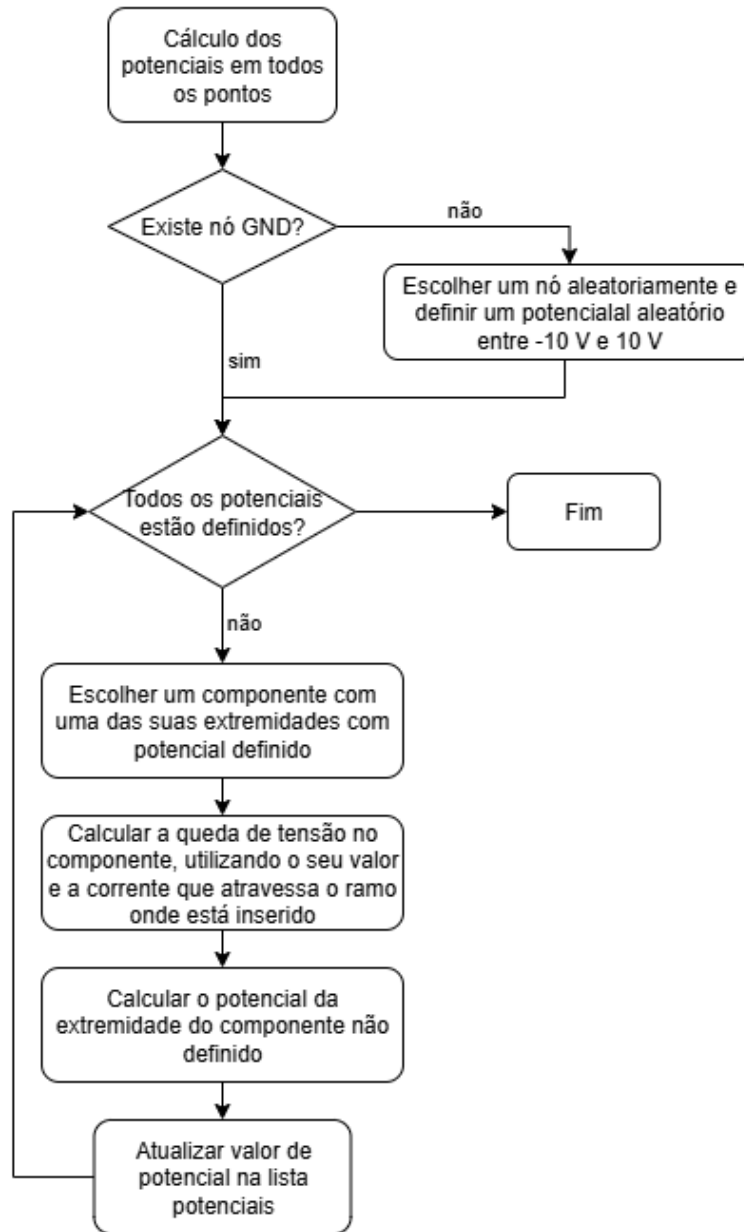 Cálculo dos
potenciais em todos
os pontos
Existe nó GND?
não
Escolher um nó aleatoriamente e
definir um potencialal aleatório
entre -10 V e 10 V
sim
Todos os potenciais
estão definidos?
Fim
não
Escolher um componente com
uma das suas extremidades com
potencial definido
Calcular a queda de tensão no
componente, utilizando o seu valor
e a corrente que atravessa o ramo
onde está inserido
Calcular o potencial da
extremidade do componente não
definido
Atualizar valor de
potencial na lista
potenciais